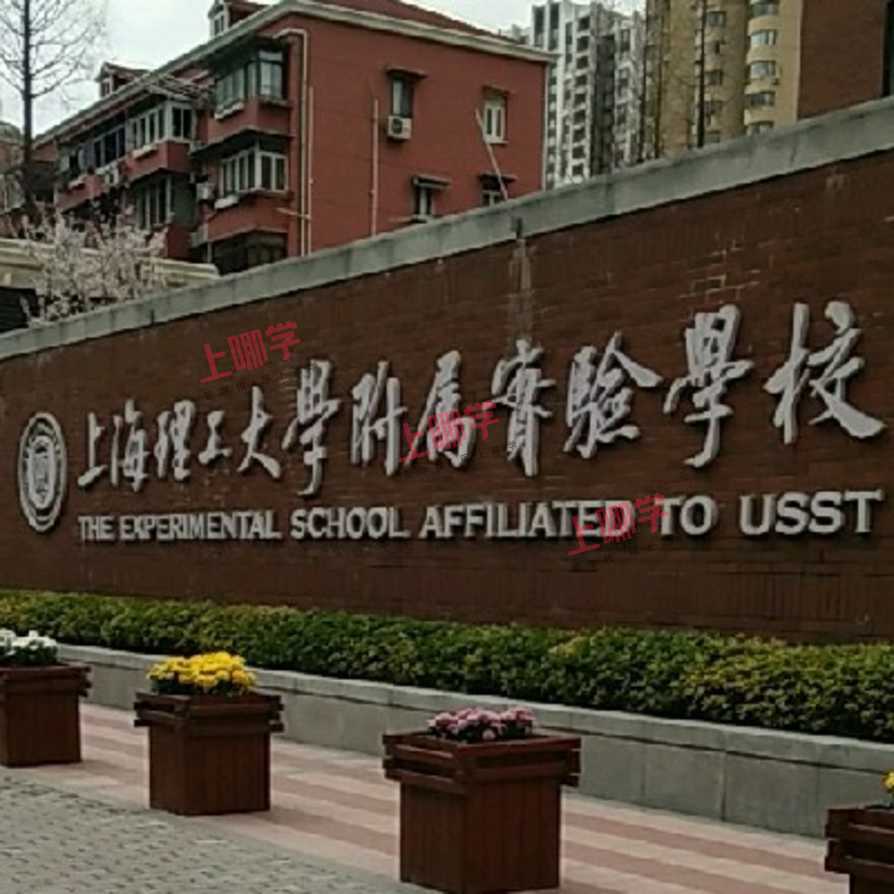 上海理工大學附属實驗學校
THE EXPERIMENTAL SCHOOL AFFILIATED TO USST
上哪学
上哪学
上哪学